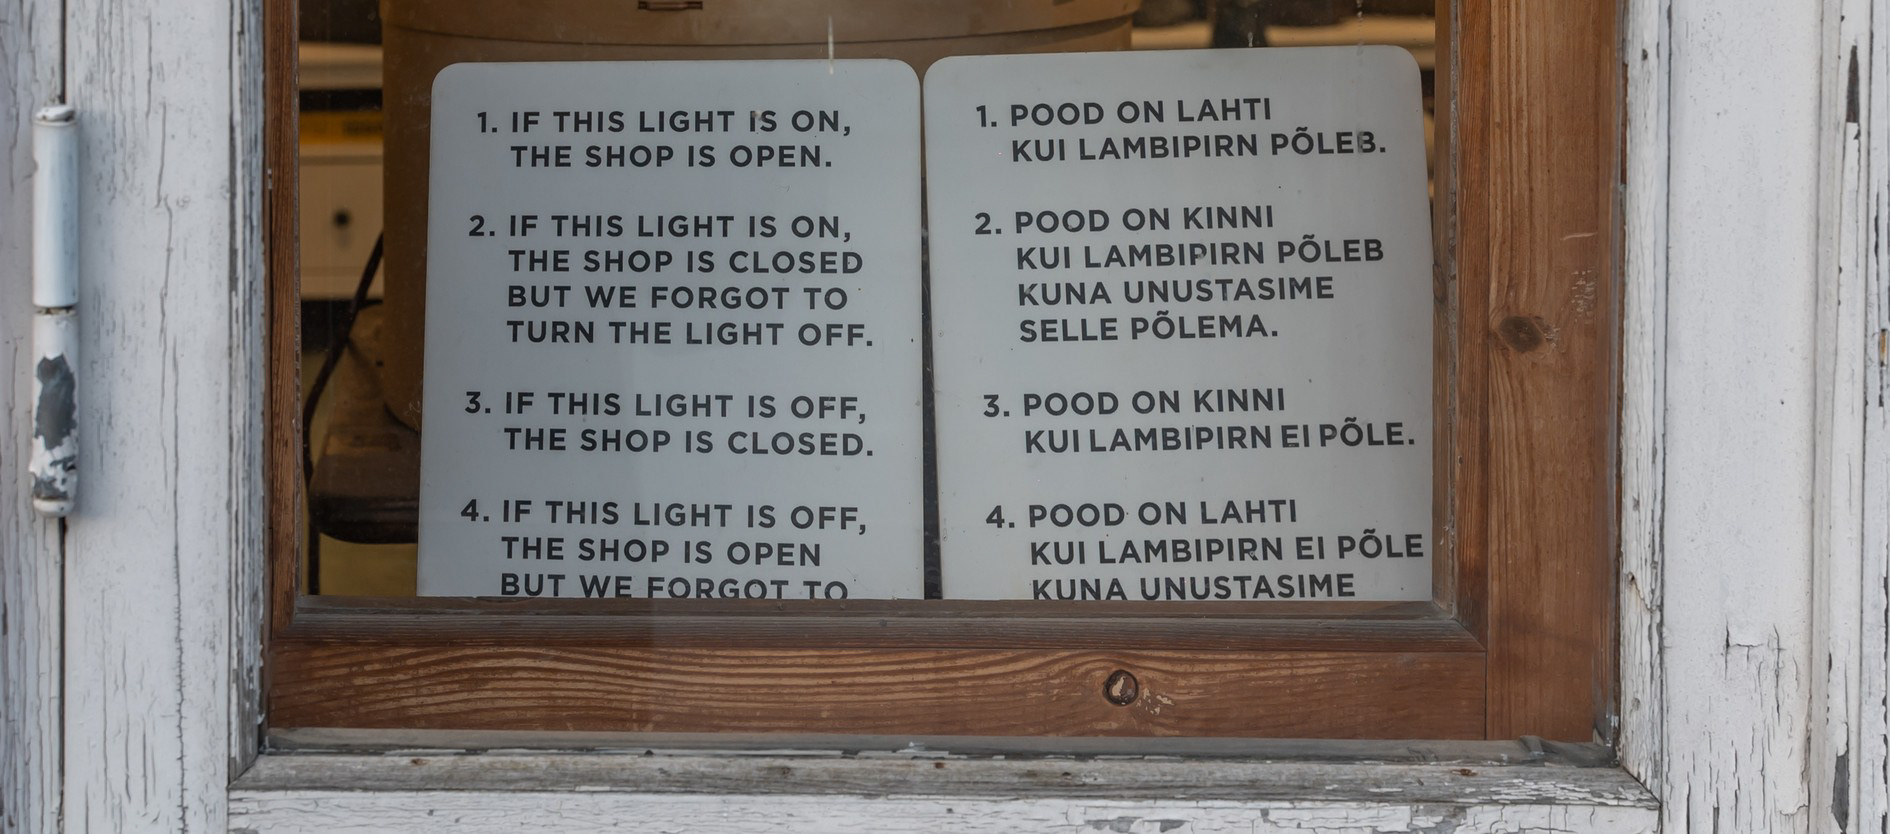 1. IF THIS LIGHT IS ON,
THE SHOP IS OPEN.
2. IF THIS LIGHT IS ON,
THE SHOP IS CLOSED
BUT WE FORGOT TO
TURN THE LIGHT OFF.
3. IF THIS LIGHT IS OFF,
THE SHOP IS CLOSED.
4. IF THIS LIGHT IS OFF,
THE SHOP IS OPEN
BUT WE FORGOT TO
1. POOD ON LAHTI
KUI LAMBIPIRN PÕLEB.
2. POOD ON KINNI
KUI LAMBIPIRN PÕLEB
KUNA UNUSTASIME
SELLE PÕLEMA.
3. POOD ON KINNI
KUI LAMBIPIRN EI PÕLE.
4. POOD ON LAHTI
KUI LAMBIPIRN EI PÕLE
KUNA UNUSTASIME